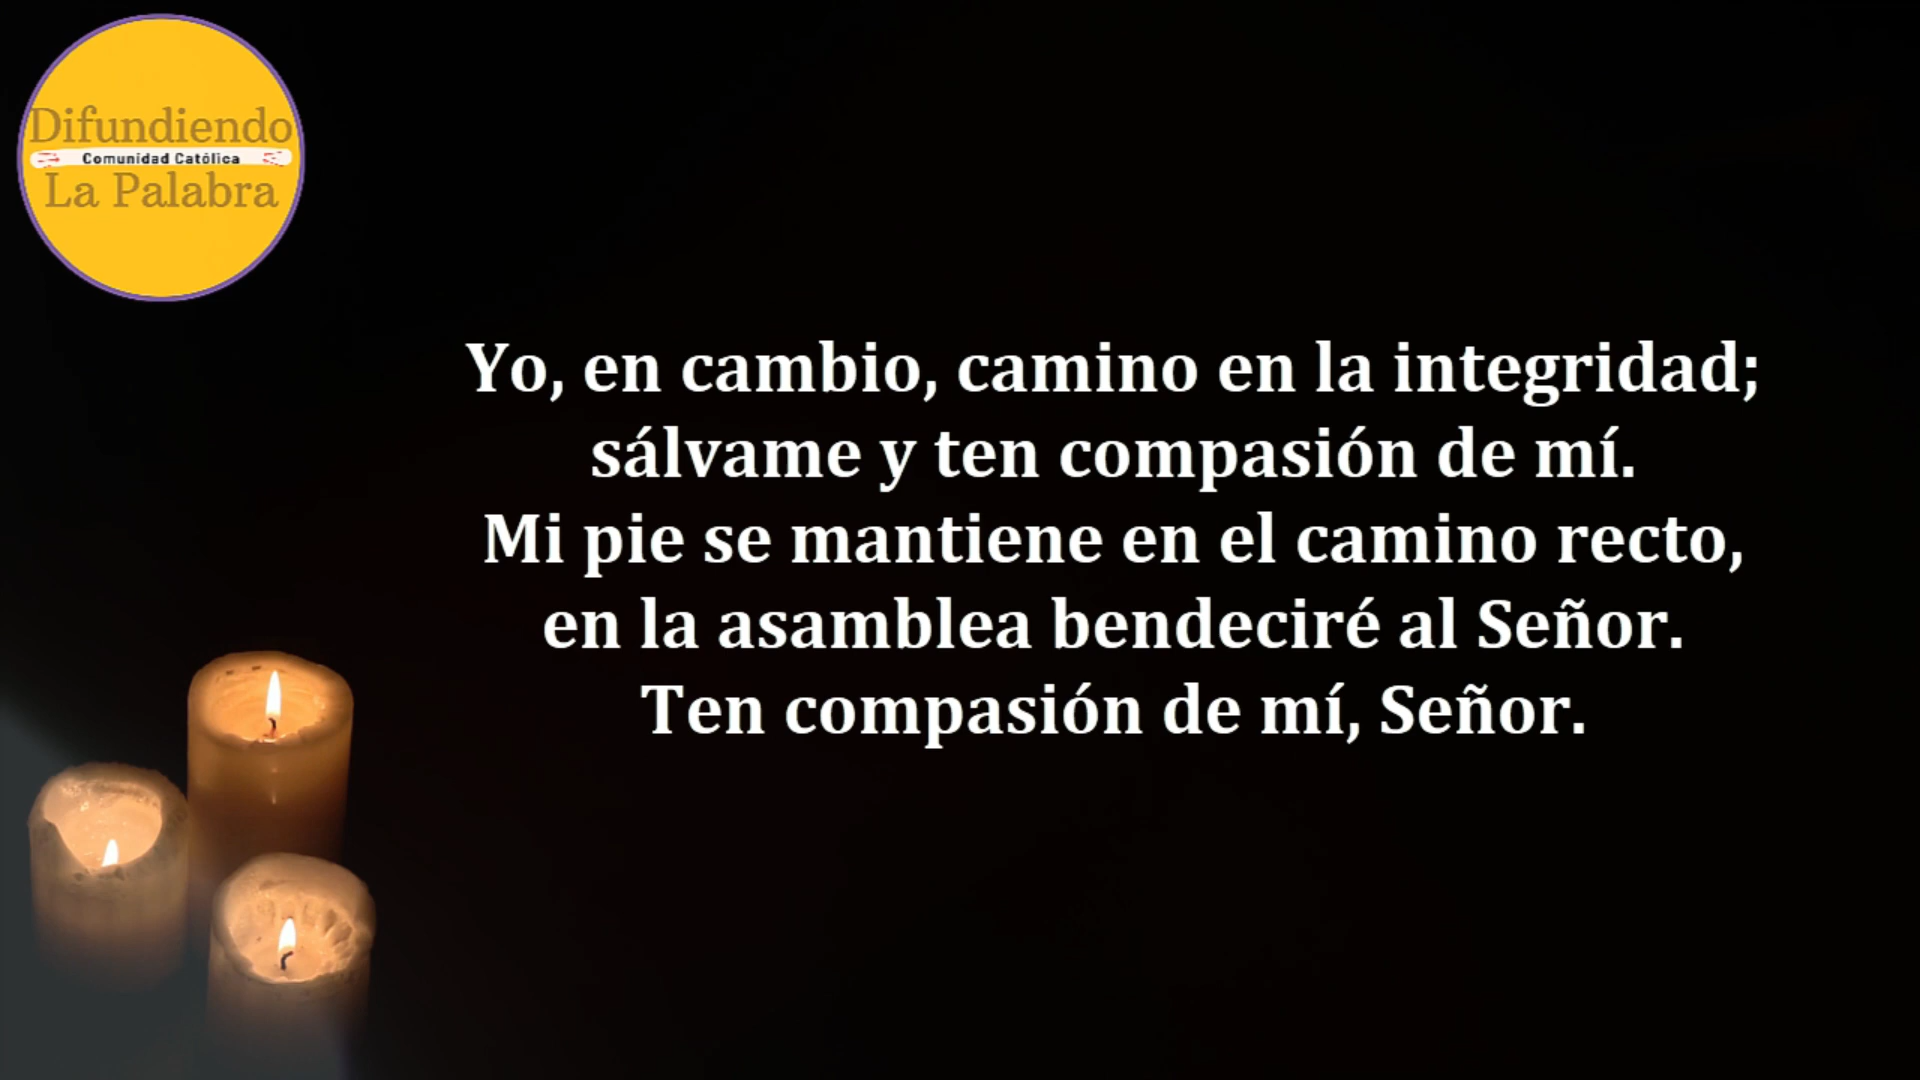 Difundiendo
Comunidad Católica
La Palabra
Yo, en cambio, camino en la integridad;
sálvame y ten compasión de mí.
Mi pie se mantiene en el camino recto,
en la asamblea bendeciré al Señor.
Ten compasión de mí, Señor.